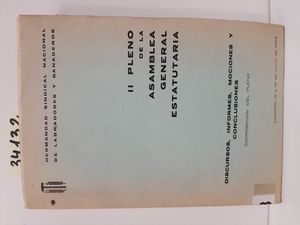 HERMANDAD SINDICAL NACIONAL
DE LABRADORES Y GANADEROS
II PLENO
DE LA
ASAMBLEA
GENERAL
ESTATUTARIA
DISCURSOS, INFORMES, MOCIONES Y
CONCLUSIONES
COMPOSICION DEL PLENO
34139.